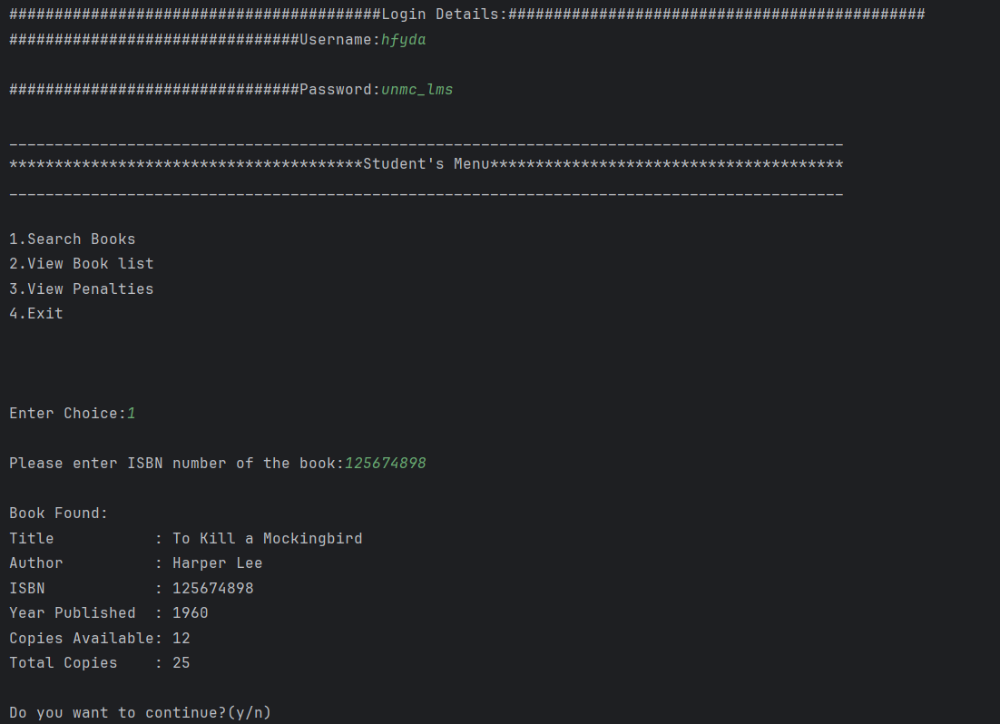 #########################################Login Details:##############################################
################################Username:hfyda
################################Password:unmc_lms
____________________________________________________________________________________________
***************************************Student's Menu***************************************
____________________________________________________________________________________________
1.Search Books
2.View Book list
3.View Penalties
4.Exit
Enter Choice:1
Please enter ISBN number of the book:125674898
Book Found:
Title           : To Kill a Mockingbird
Author          : Harper Lee
ISBN            : 125674898
Year Published  : 1960
Copies Available: 12
Total Copies    : 25
Do you want to continue?(y/n)